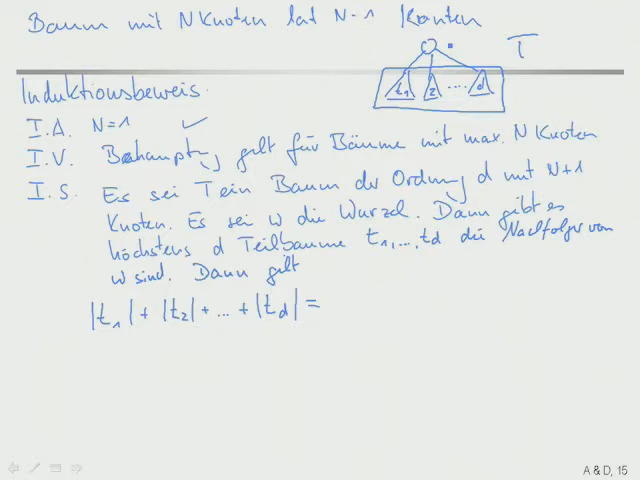 Baum mit N Knoten hat N-1 Kanten
T
t1 2 .... d
Induktionsbeweis.
I.A. N=1 ✓
I.V. Behauptung gilt für Bäume mit max. N Knoten
I.S. Es sei T ein Baum der Ordnung d mit N+1
Knoten. Es sei w die Wurzel. Dann gibt es
höchstens d Teilbäume t1,...,td die Nachfolger von
w sind. Dann gilt
|t1| + |t2| + ... + |td| =
A & D, 15